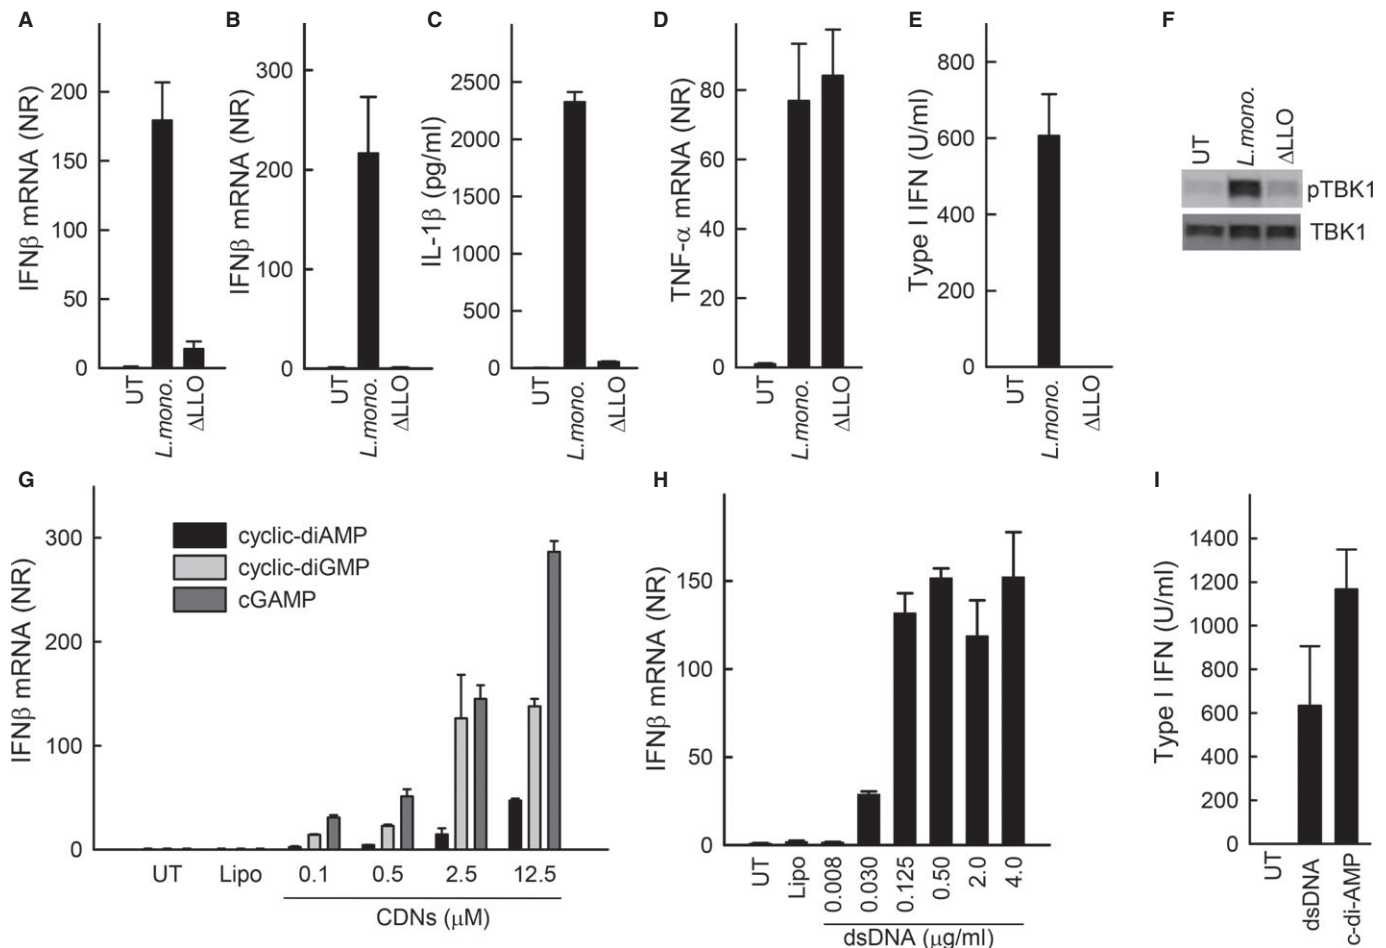 A
IFNβ mRNA (NR)
200
150
100
50
0
UT
L.mono.
ΔLLO
B
IFNβ mRNA (NR)
300
200
100
0
UT
L.mono.
ΔLLO
C
IL-1β (pg/ml)
2500
2000
1500
1000
500
0
UT
L.mono.
ΔLLO
D
TNF-α mRNA (NR)
80
60
40
20
0
UT
L.mono.
ΔLLO
E
Type I IFN (U/ml)
800
600
400
200
0
UT
L.mono.
ΔLLO
F
UT
L.mono.
ΔLLO
pTBK1
TBK1
G
IFNβ mRNA (NR)
300
200
100
0
cyclic-diAMP
cyclic-diGMP
cGAMP
UT Lipo 0.1 0.5 2.5 12.5
CDNs (μM)
H
IFNβ mRNA (NR)
150
100
50
0
UT
Lipo
0.008
0.030
0.125
0.50
2.0
4.0
dsDNA (μg/ml)
I
Type I IFN (U/ml)
1400
1200
1000
800
600
400
200
0
UT
dsDNA
c-di-AMP